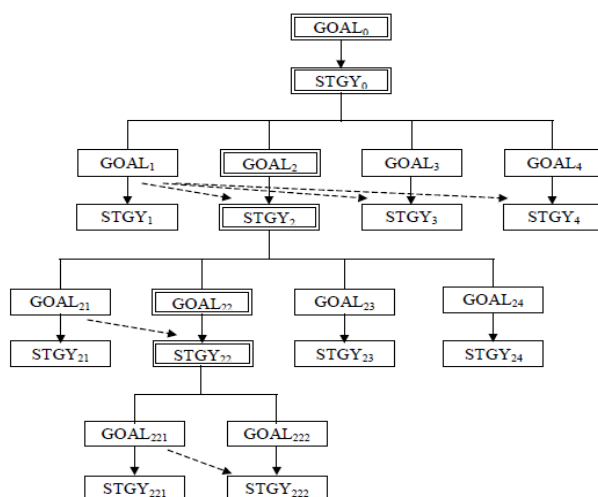 GOAL₀
STGY₀
GOAL₁ GOAL₂ GOAL₃ GOAL₄
STGY₁ STGY₂ STGY₃ STGY₄
GOAL₂₁ GOAL₂₂ GOAL₂₃ GOAL₂₄
STGY₂₁ STGY₂₂ STGY₂₃ STGY₂₄
GOAL₂₂₁ GOAL₂₂₂
STGY₂₂₁ STGY₂₂₂